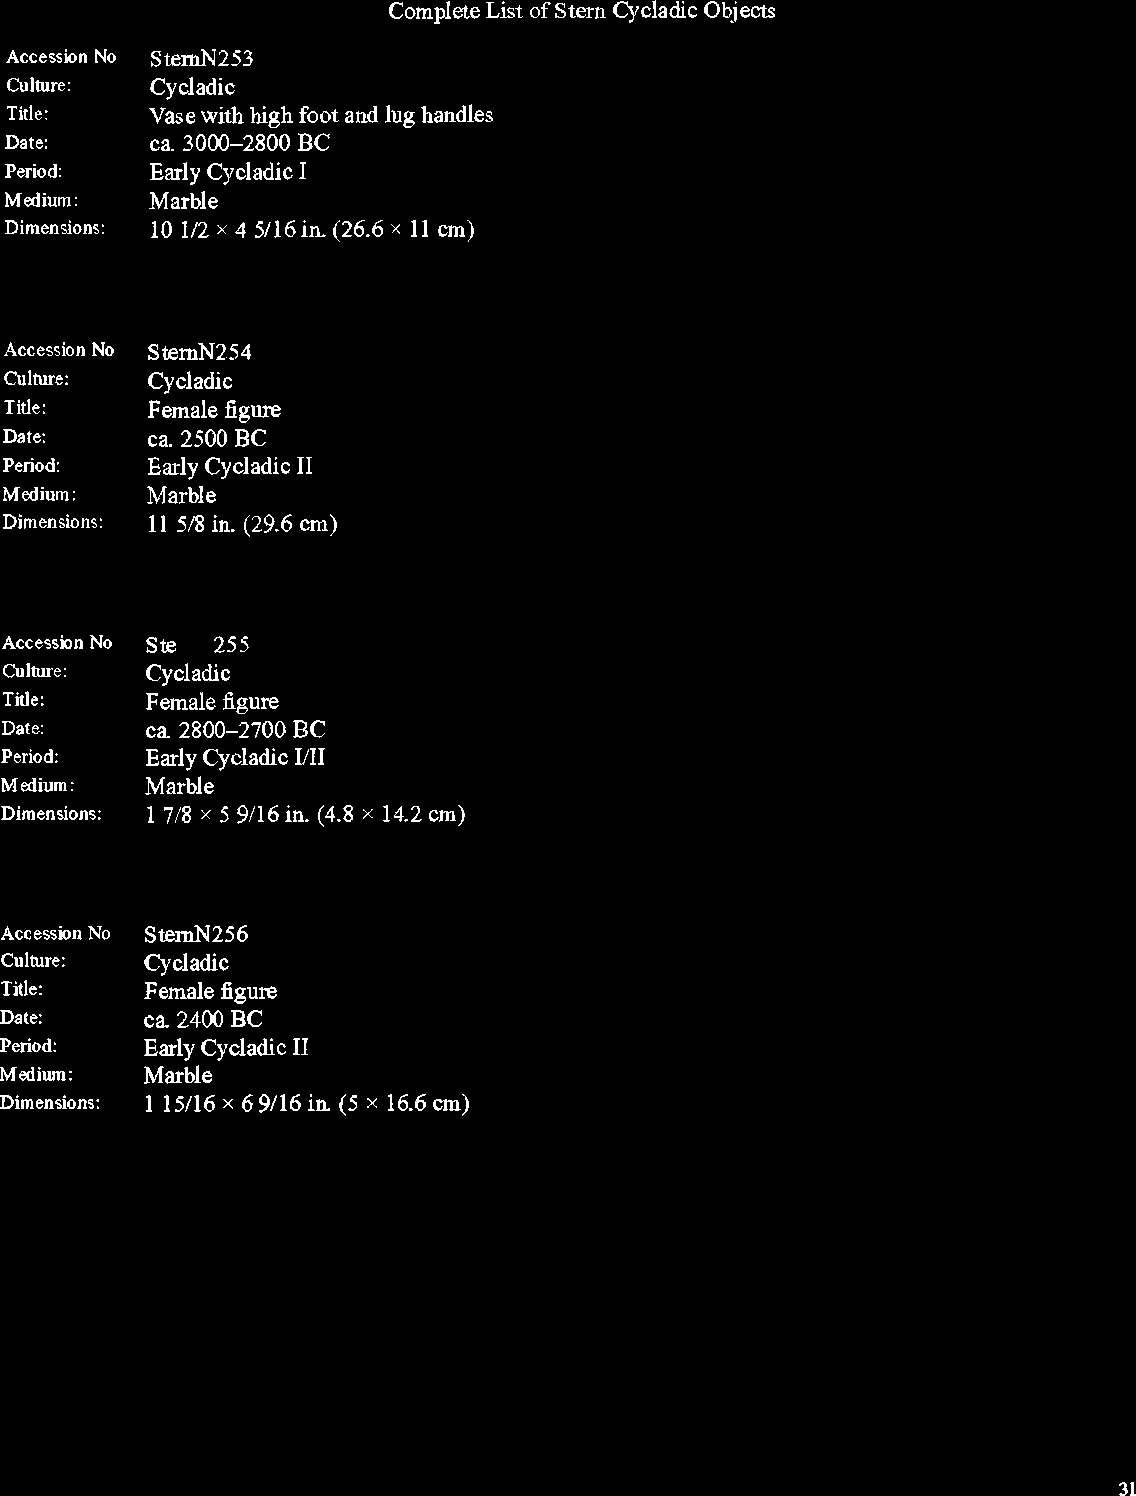 Complete List of Stern Cycladic Objects
Accession No SternN253
Culture: Cycladic
Title: Vase with high foot and lug handles
Date: ca. 3000–2800 BC
Period: Early Cycladic I
Medium: Marble
Dimensions: 10 1/2 × 4 5/16 in. (26.6 × 11 cm)
Accession No SternN254
Culture: Cycladic
Title: Female figure
Date: ca. 2500 BC
Period: Early Cycladic II
Medium: Marble
Dimensions: 11 5/8 in. (29.6 cm)
Accession No Ste 255
Culture: Cycladic
Title: Female figure
Date: ca. 2800–2700 BC
Period: Early Cycladic I/II
Medium: Marble
Dimensions: 1 7/8 × 5 9/16 in. (4.8 × 14.2 cm)
Accession No SternN256
Culture: Cycladic
Title: Female figure
Date: ca. 2400 BC
Period: Early Cycladic II
Medium: Marble
Dimensions: 1 15/16 × 6 9/16 in. (5 × 16.6 cm)
31